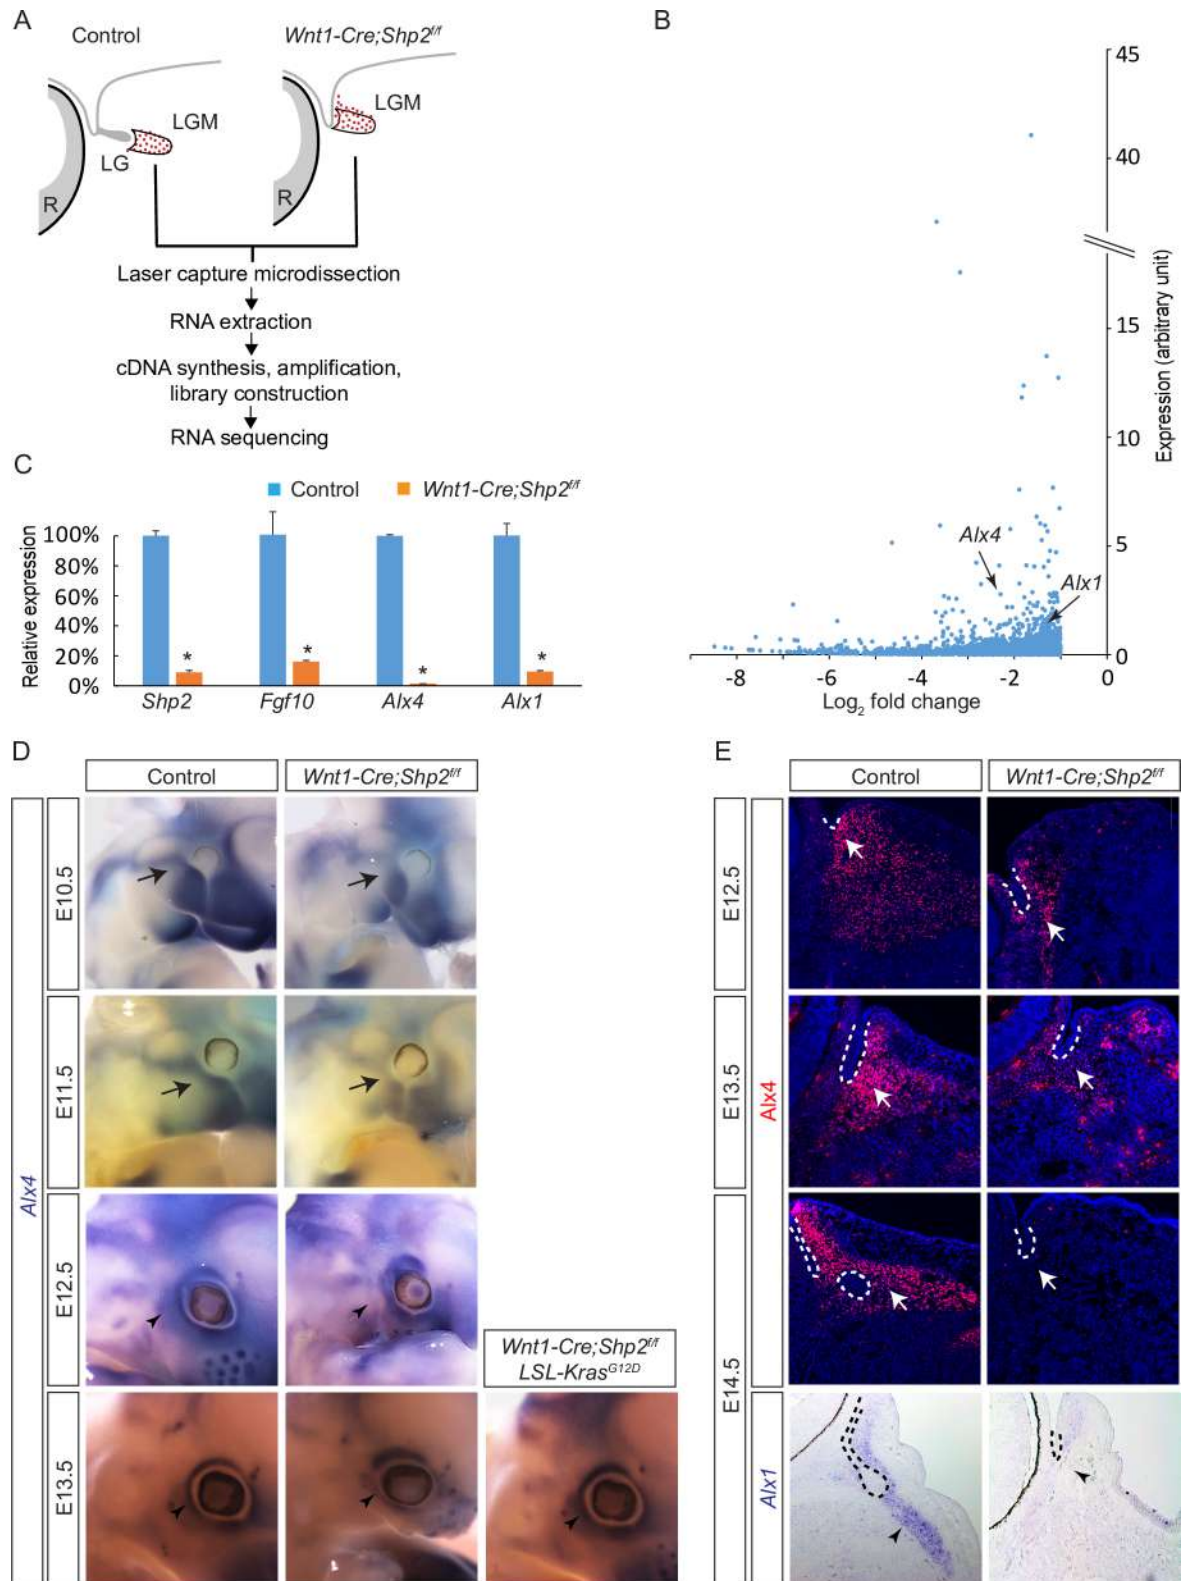 A
Control
Wnt1-Cre;Shp2f/f
LGM
LGM
LG
R
R
Laser capture microdissection
RNA extraction
cDNA synthesis, amplification,
library construction
RNA sequencing
B
45
40
15
10
5
0
Expression (arbitrary unit)
Alx4
Alx1
-8
-6
-4
-2
0
Log2 fold change
C
Control
Wnt1-Cre;Shp2f/f
Relative expression
100%
80%
60%
40%
20%
0%
*
*
*
*
Shp2
Fgf10
Alx4
Alx1
D
Control
Wnt1-Cre;Shp2f/f
Alx4
E10.5
E11.5
E12.5
E13.5
Wnt1-Cre;Shp2f/f
LSL-KrasG12D
E
Control
Wnt1-Cre;Shp2f/f
E12.5
E13.5
E14.5
Alx4
Alx1